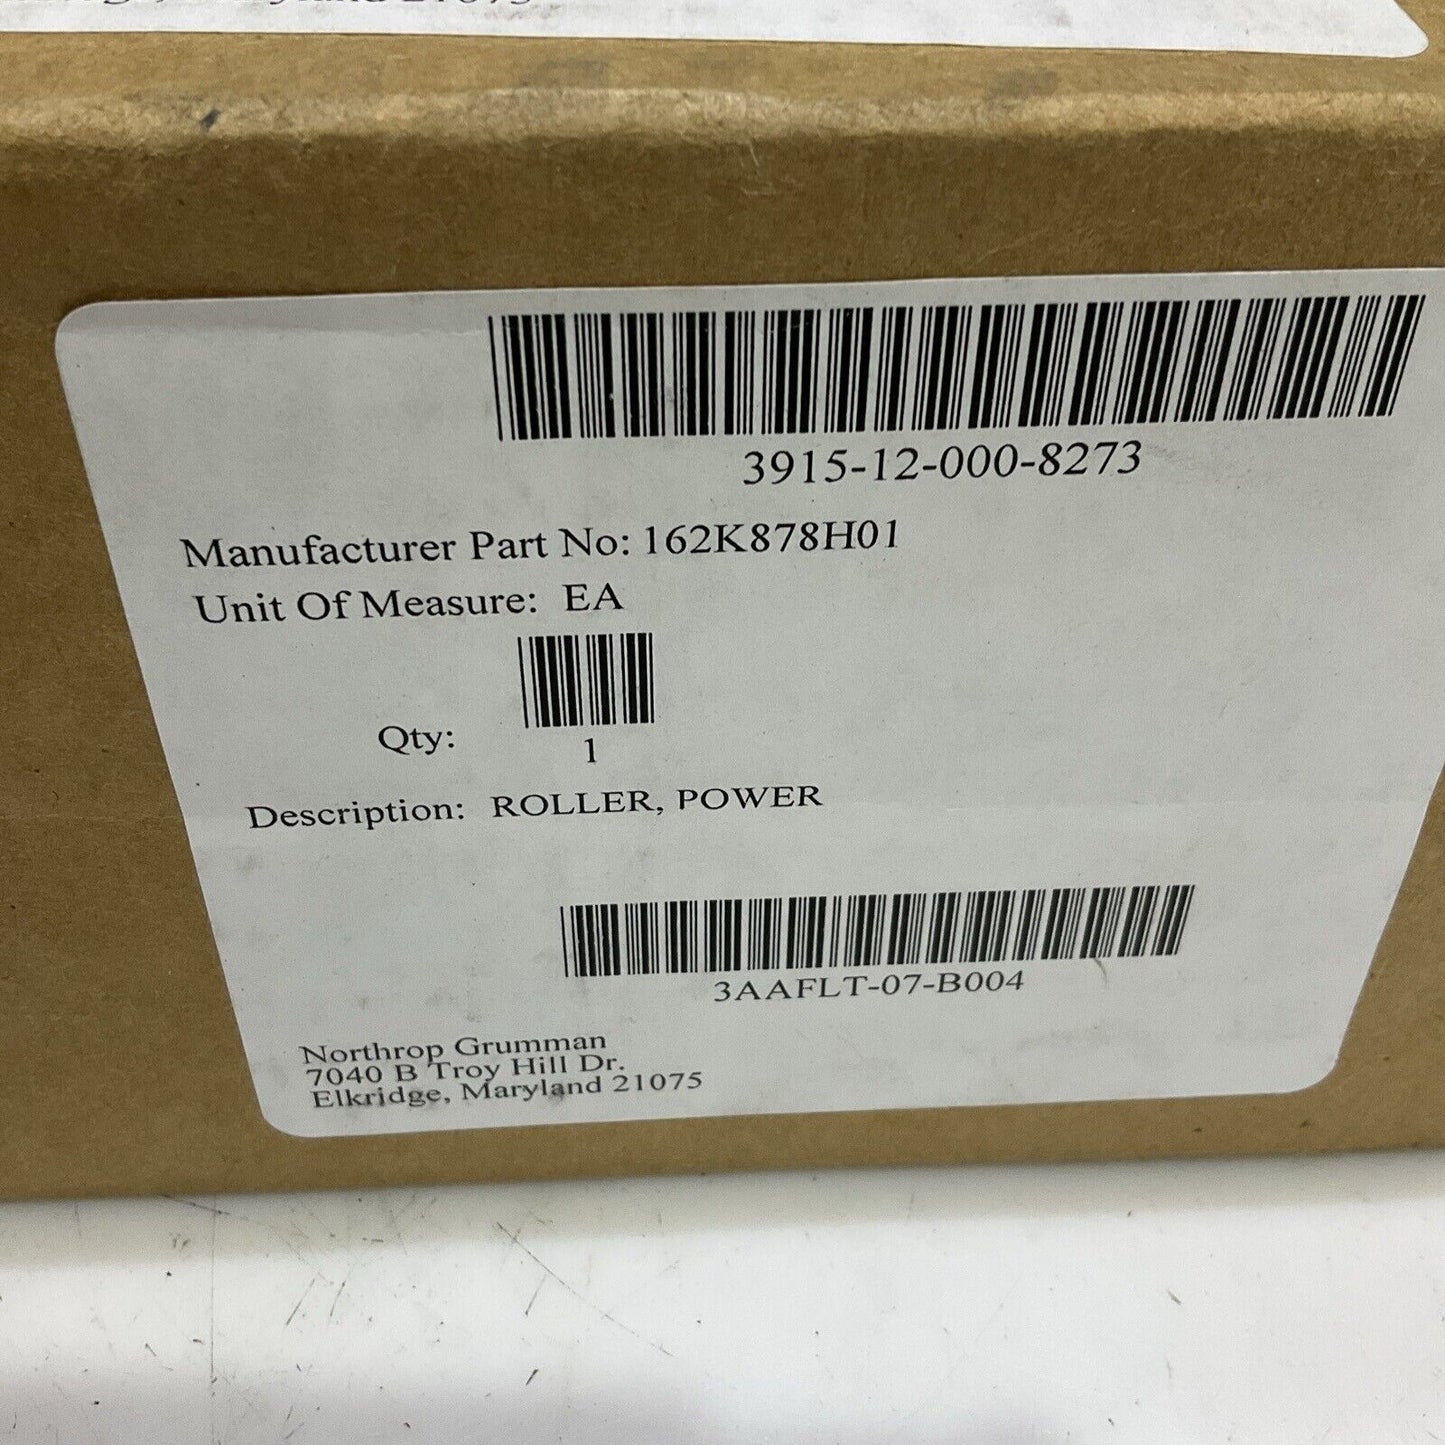 3915-12-000-8273
Manufacturer Part No: 162K878H01
Unit Of Measure: EA
Qty:
1
Description: ROLLER, POWER
3AAFLT-07-B004
Northrop Grumman
7040 B Troy Hill Dr.
Elkridge, Maryland 21075